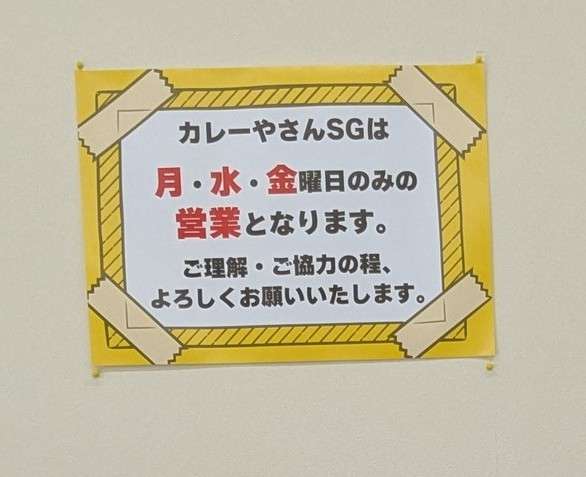 カレーやさんSGは
月・水・金曜日のみの
営業となります。
ご理解・ご協力の程、
よろしくお願いいたします。